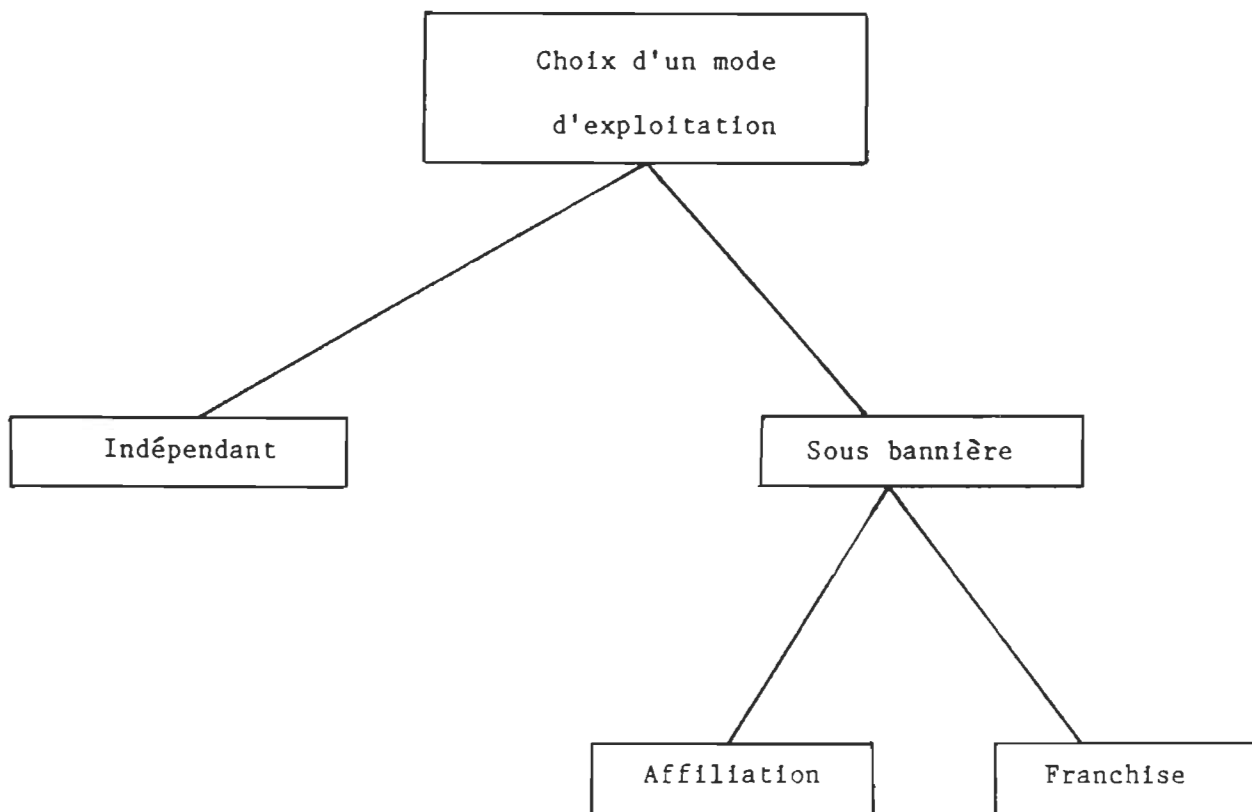 Choix d'un mode
d'exploitation
Indépendant
Sous bannière
Affiliation
Franchise